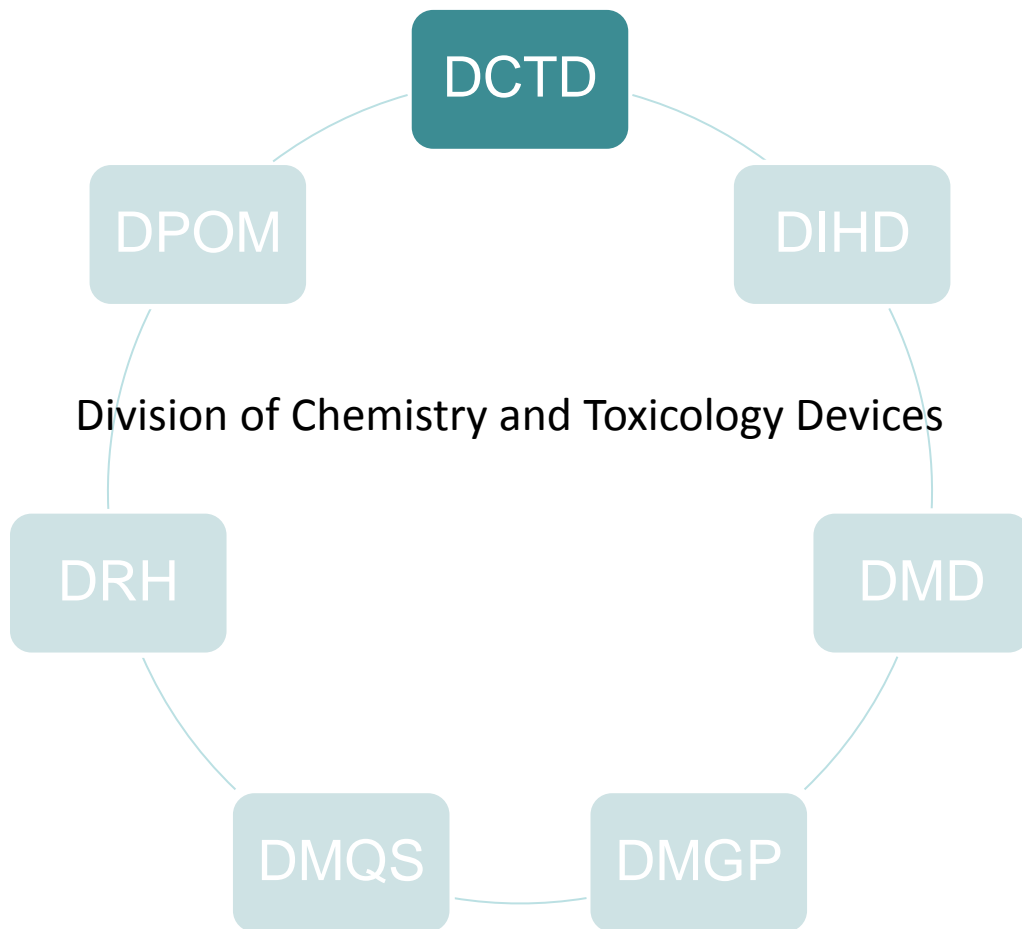 DCTD
DPOM
DIHD
Division of Chemistry and Toxicology Devices
DRH
DMD
DMQS
DMGP